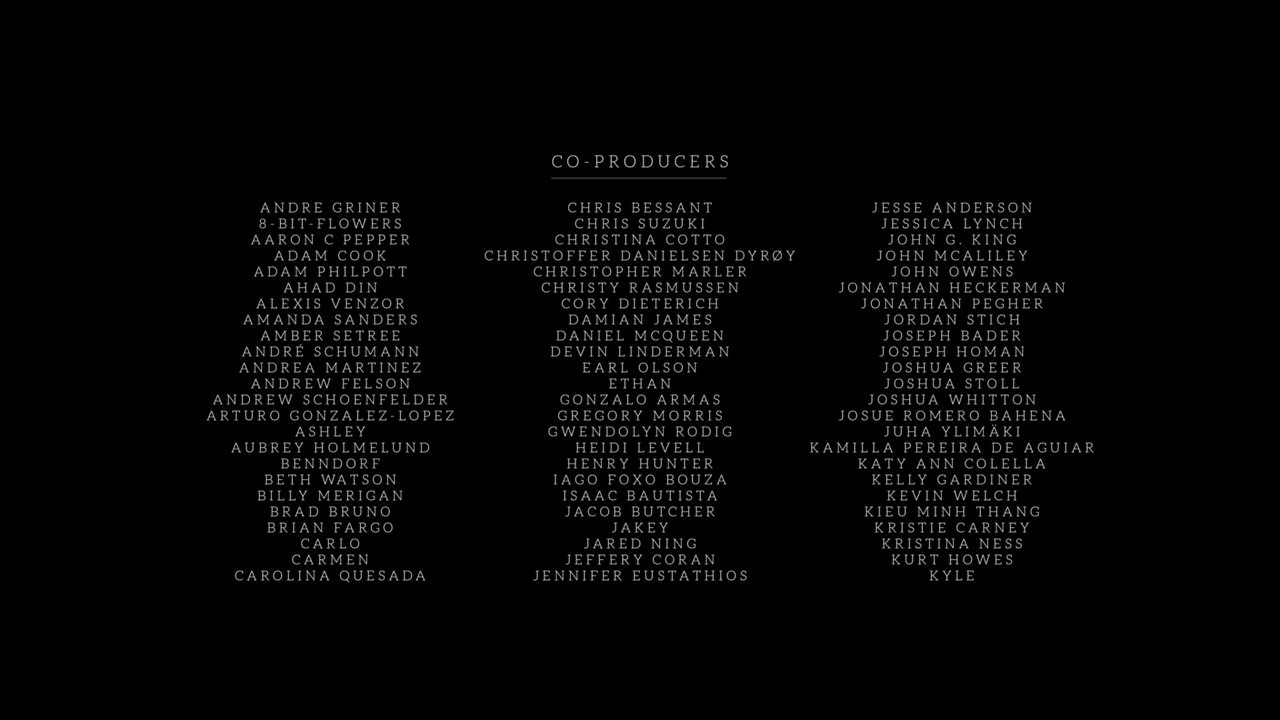 CO-PRODUCERS
ANDRE GRINER
8-BIT-FLOWERS
AARON C PEPPER
ADAM COOK
ADAM PHILPOTT
AHAD DIN
ALEXIS VENZOR
AMANDA SANDERS
AMBER SETREE
ANDRÉ SCHUMANN
ANDREA MARTINEZ
ANDREW FELSON
ANDREW SCHOENFELDER
ARTURO GONZALEZ-LOPEZ
ASHLEY
AUBREY HOLMELUND
BENNDORF
BETH WATSON
BILLY MERIGAN
BRAD BRUNO
BRIAN FARGO
CARLO
CARMEN
CAROLINA QUESADA
CHRIS BESSANT
CHRIS SUZUKI
CHRISTINA COTTO
CHRISTOFFER DANIELSEN DYRØY
CHRISTOPHER MARLER
CHRISTY RASMUSSEN
CORY DIETERICH
DAMIAN JAMES
DANIEL MCQUEEN
DEVIN LINDERMAN
EARL OLSON
ETHAN
GONZALO ARMAS
GREGORY MORRIS
GWENDOLYN RODIG
HEIDI LEVELL
HENRY HUNTER
IAGO FOXO BOUZA
ISAAC BAUTISTA
JACOB BUTCHER
JAKEY
JARED NING
JEFFERY CORAN
JENNIFER EUSTATHIOS
JESSE ANDERSON
JESSICA LYNCH
JOHN G. KING
JOHN MCALILEY
JOHN OWENS
JONATHAN HECKERMAN
JONATHAN PEGHER
JORDAN STICH
JOSEPH BADER
JOSEPH HOMAN
JOSHUA GREER
JOSHUA STOLL
JOSHUA WHITTON
JOSUE ROMERO BAHENA
JUHA YLIMÄKI
KAMILLA PEREIRA DE AGUIAR
KATY ANN COLELLA
KELLY GARDINER
KEVIN WELCH
KIEU MINH THANG
KRISTIE CARNEY
KRISTINA NESS
KURT HOWES
KYLE